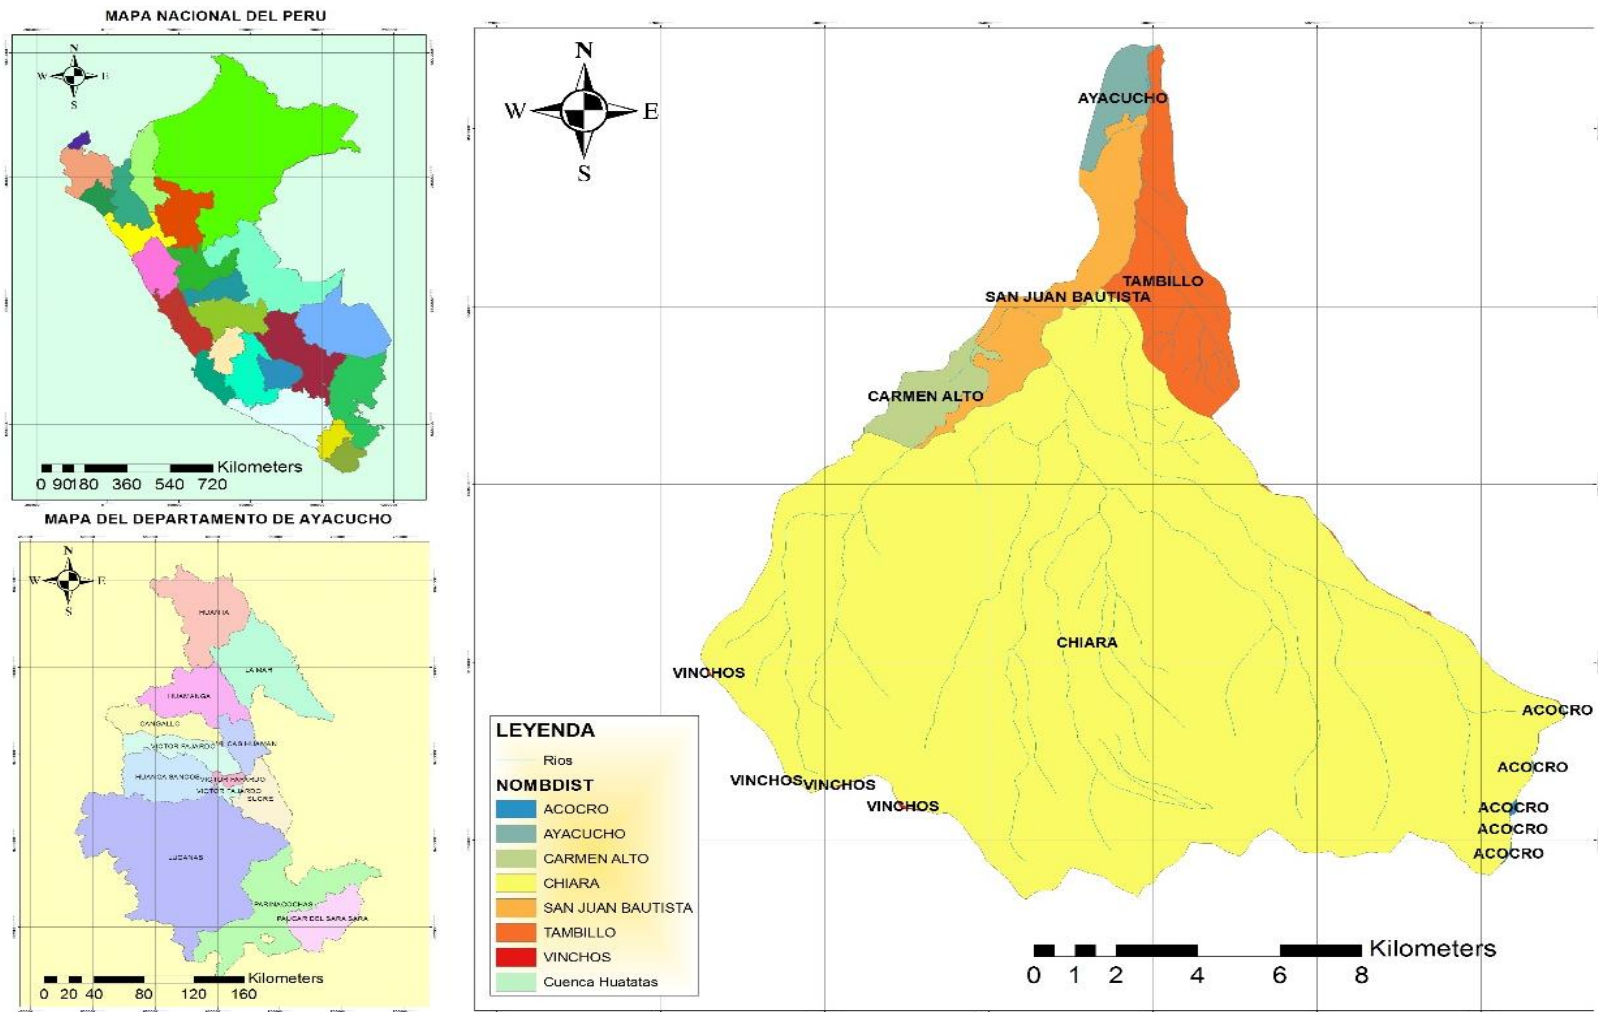 MAPA NACIONAL DEL PERU
N
W E
S
Kilometers
0 90180 360 540 720
MAPA DEL DEPARTAMENTO DE AYACUCHO
N
W E
S
HUANTA
LA MAR
HUAMANGA
CANGALLO
VICTOR FAJARDO
HUANCA SANCOS
VICTOR FAJARDO
VICTOR FAJARDO
SUCRE
LUCANAS
PARINACOCHAS
PAUCAR DEL SARA SARA
Kilometers
0 20 40 80 120 160
N
W E
S
AYACUCHO
TAMBILLO
SAN JUAN BAUTISTA
CARMEN ALTO
CHIARA
VINCHOS
ACOCRO
ACOCRO
VINCHOS
VINCHOS
VINCHOS
ACOCRO
ACOCRO
ACOCRO
LEYENDA
Rios
NOMBDIST
ACOCRO
AYACUCHO
CARMEN ALTO
CHIARA
SAN JUAN BAUTISTA
TAMBILLO
VINCHOS
Cuenca Huatatas
Kilometers
0 1 2 4 6 8